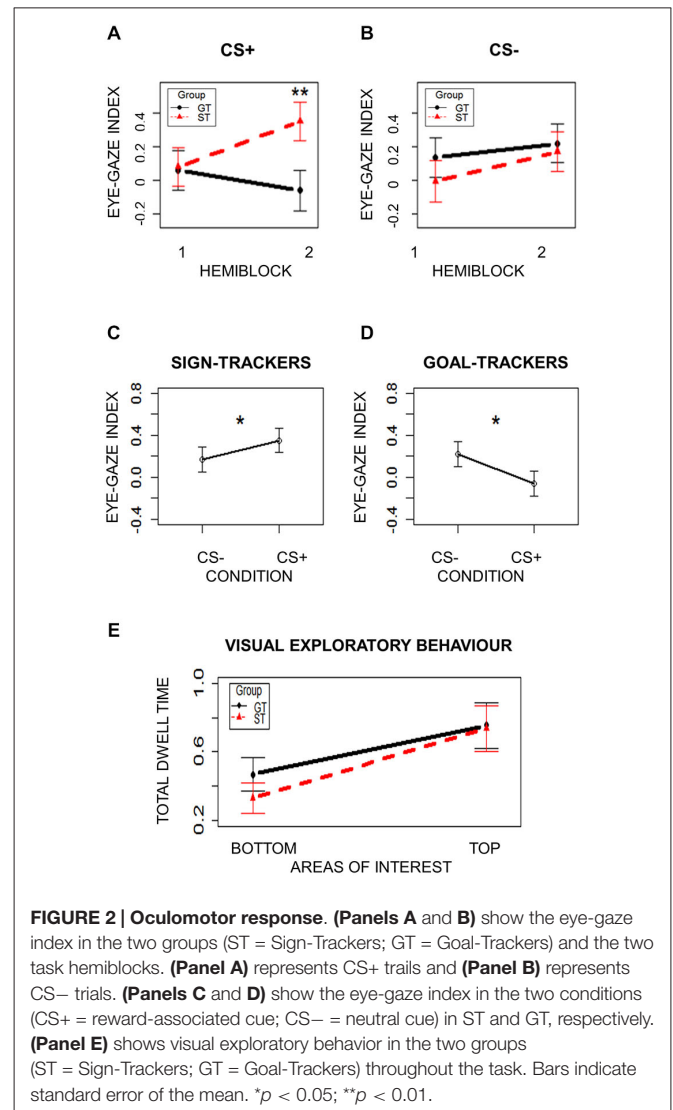 A
CS+
EYE-GAZE INDEX
0.4
0.2
0
-0.2
Group
GT
ST
**
1 2
HEMIBLOCK
B
CS-
EYE-GAZE INDEX
0.4
0.2
0
-0.2
Group
GT
ST
1 2
HEMIBLOCK
C
SIGN-TRACKERS
EYE-GAZE INDEX
0.8
0.4
0.0
-0.4
*
CS- CS+
CONDITION
D
GOAL-TRACKERS
EYE-GAZE INDEX
0.8
0.4
0.0
-0.4
*
CS- CS+
CONDITION
E
VISUAL EXPLORATORY BEHAVIOUR
TOTAL DWELL TIME
1.0
0.6
0.2
Group
GT
ST
BOTTOM TOP
AREAS OF INTEREST
FIGURE 2 | Oculomotor response. (Panels A and B) show the eye-gaze
index in the two groups (ST = Sign-Trackers; GT = Goal-Trackers) and the two
task hemiblocks. (Panel A) represents CS+ trails and (Panel B) represents
CS− trials. (Panels C and D) show the eye-gaze index in the two conditions
(CS+ = reward-associated cue; CS− = neutral cue) in ST and GT, respectively.
(Panel E) shows visual exploratory behavior in the two groups
(ST = Sign-Trackers; GT = Goal-Trackers) throughout the task. Bars indicate
standard error of the mean. *p < 0.05; **p < 0.01.